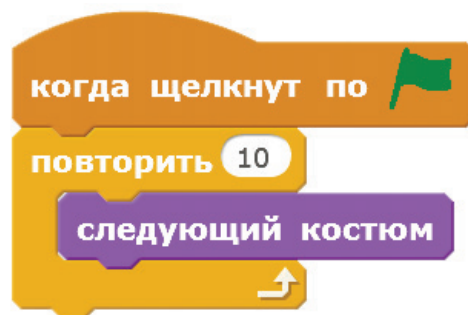 когда щелкнут по
повторить 10
следующий костюм